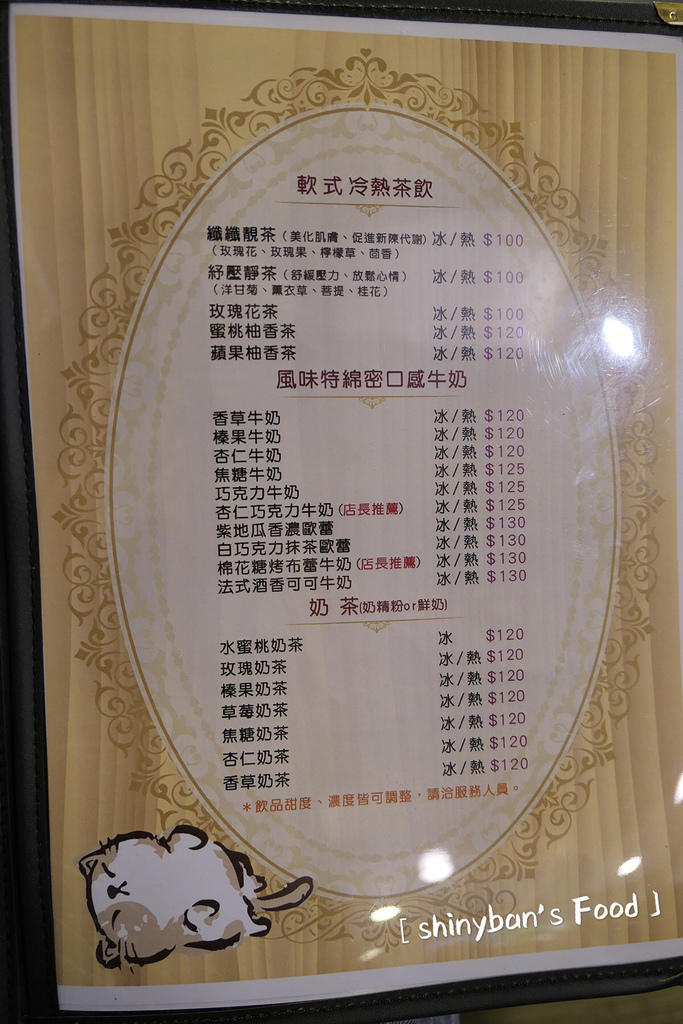 軟式冷熱茶飲
纖纖靚茶(美化肌膚、促進新陳代謝) 冰/熱 $100
(玫瑰花、玫瑰果、檸檬草、茴香)
紓壓靜茶(舒緩壓力、放鬆心情) 冰/熱 $100
(洋甘菊、薰衣草、菩提、桂花)
玫瑰花茶 冰/熱 $100
蜜桃柚香茶 冰/熱 $120
蘋果柚香茶 冰/熱 $120
風味特綿密口感牛奶
香草牛奶 冰/熱 $120
榛果牛奶 冰/熱 $120
杏仁牛奶 冰/熱 $120
焦糖牛奶 冰/熱 $125
巧克力牛奶 冰/熱 $125
杏仁巧克力牛奶(店長推薦) 冰/熱 $125
紫地瓜香濃歐蕾 冰/熱 $130
白巧克力抹茶歐蕾 冰/熱 $130
棉花糖烤布蕾牛奶(店長推薦) 冰/熱 $130
法式酒香可可牛奶 冰/熱 $130
奶 茶(奶精粉or鮮奶)
水蜜桃奶茶 冰 $120
玫瑰奶茶 冰/熱 $120
榛果奶茶 冰/熱 $120
草莓奶茶 冰/熱 $120
焦糖奶茶 冰/熱 $120
杏仁奶茶 冰/熱 $120
香草奶茶 冰/熱 $120
*飲品甜度、濃度皆可調整，請洽服務人員。
[ shinyban's Food ]